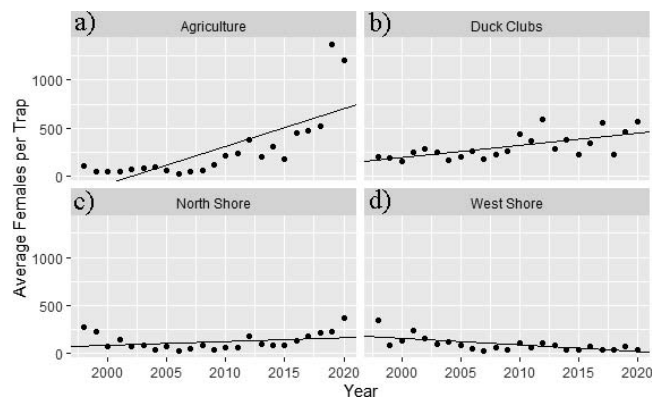 a) Agriculture b) Duck Clubs
1000
500
0
c) North Shore d) West Shore
1000
500
0
2000 2005 2010 2015 2020 2000 2005 2010 2015 2020
Year
Average Females per Trap